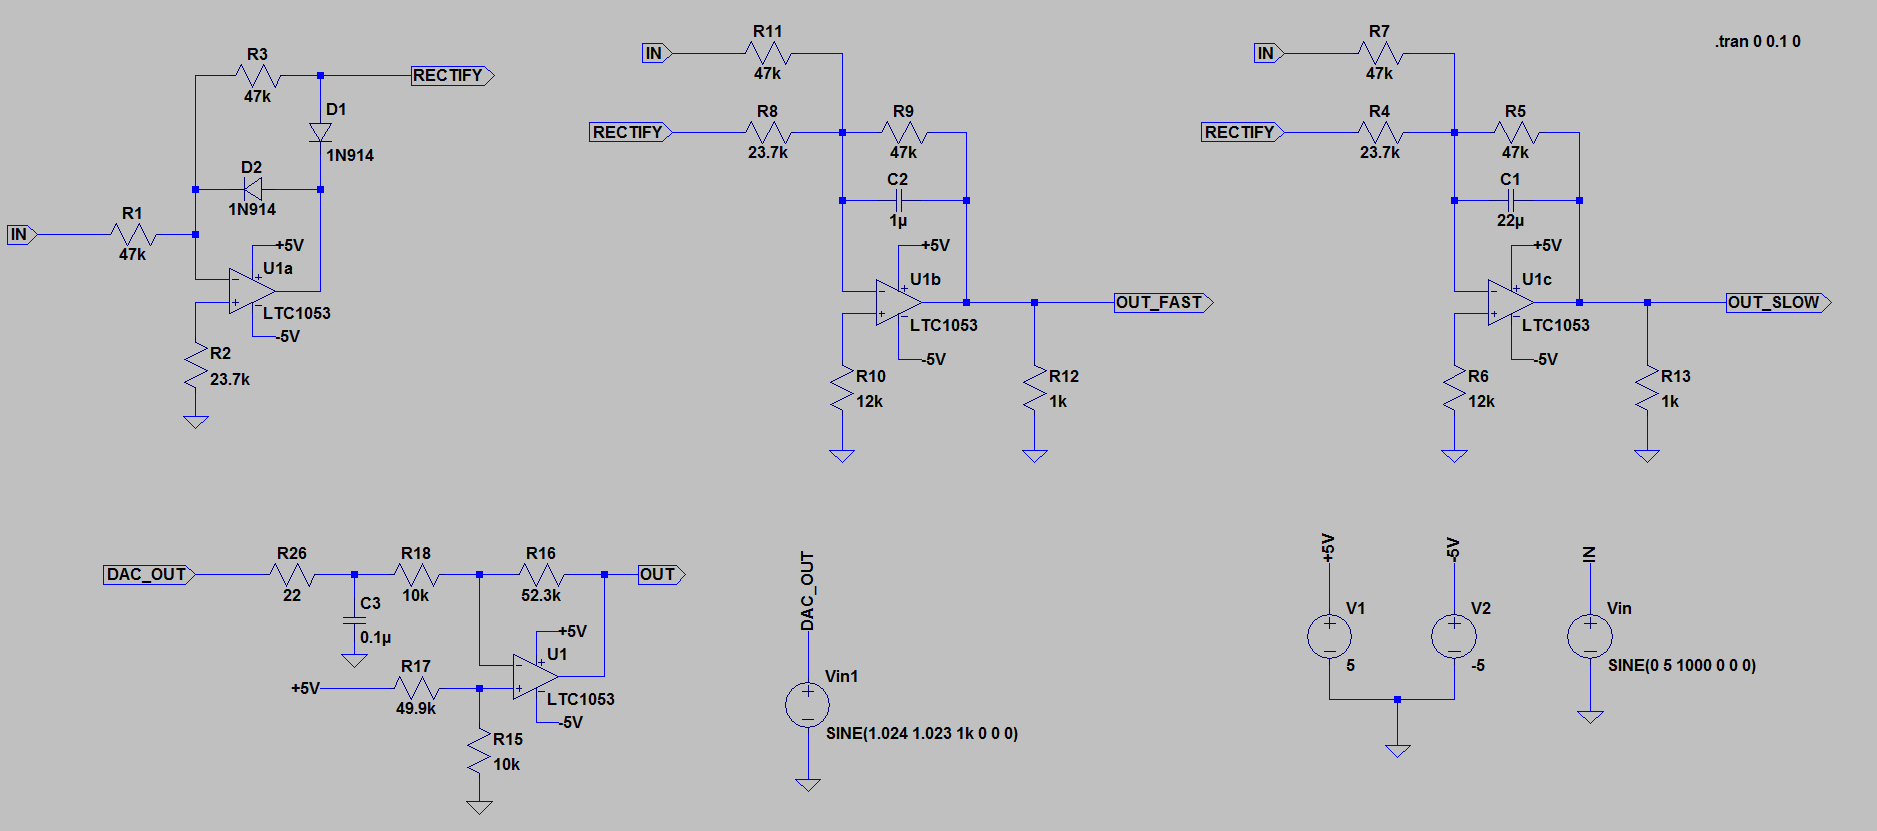 R3
47k
RECTIFY
D1
1N914
D2
1N914
IN
R1
47k
+5V
U1a
LTC1053
-5V
R2
23.7k
IN
R11
47k
RECTIFY
R8
23.7k
R9
47k
C2
1µ
+5V
U1b
LTC1053
-5V
OUT_FAST
R10
12k
R12
1k
IN
R7
47k
RECTIFY
R4
23.7k
R5
47k
C1
22µ
+5V
U1c
LTC1053
-5V
OUT_SLOW
R6
12k
R13
1k
.tran 0 0.1 0
DAC_OUT
R26
22
R18
10k
R16
52.3k
OUT
C3
0.1µ
+5V
U1
LTC1053
-5V
+5V
R17
49.9k
R15
10k
DAC_OUT
Vin1
SINE(1.024 1.023 1k 0 0 0)
+5V
V1
5
-5V
V2
-5
IN
Vin
SINE(0 5 1000 0 0 0)